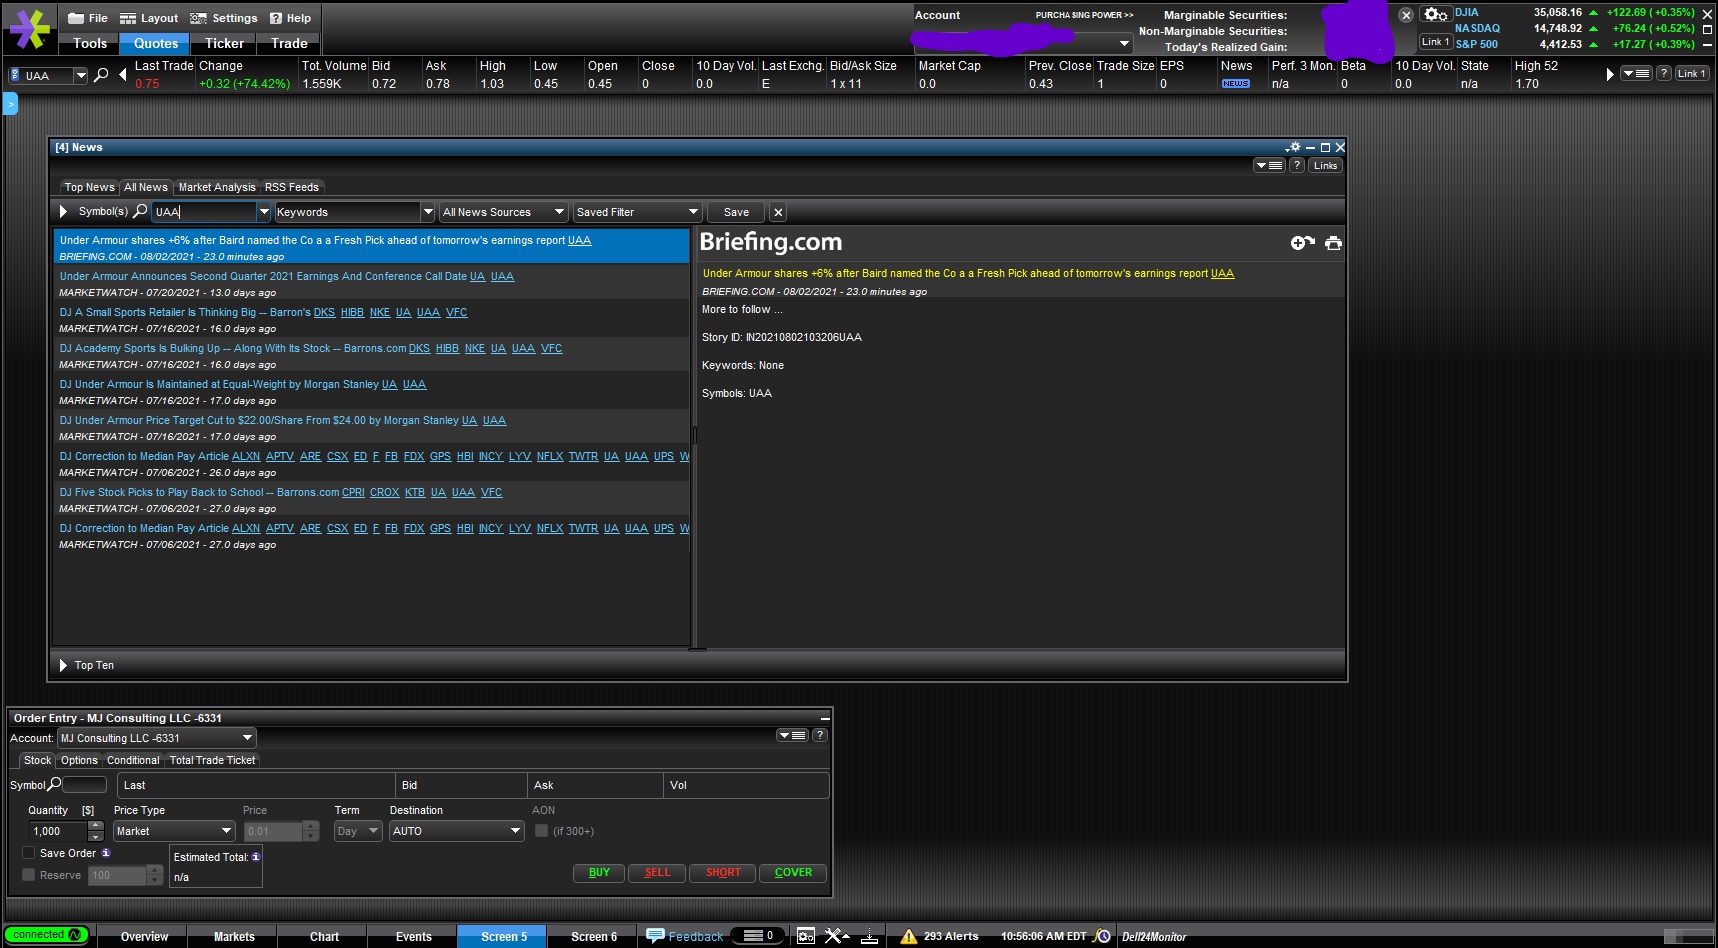 File Layout Settings ? Help
Tools Quotes Ticker Trade
Account PURCHASING POWER >>
Marginable Securities:
Non-Marginable Securities:
Today's Realized Gain:
Link 1
DJIA 35,058.16 +122.69 ( +0.35%)
NASDAQ 14,748.92 +76.24 ( +0.52%)
S&P 500 4,412.53 +17.27 ( +0.39%)
UAA
Last Trade Change Tot. Volume Bid Ask High Low Open Close 10 Day Vol. Last Exchg. Bid/Ask Size Market Cap Prev. Close Trade Size EPS News Perf. 3 Mon. Beta 10 Day Vol. State High 52
0.75 +0.32 (+74.42%) 1.559K 0.72 0.78 1.03 0.45 0.45 0 0.0 E 1 x 11 0.0 0.43 1 0 NEWS n/a 0 0.0 n/a 1.70
? Link 1
>
[4] News
? Links
Top News All News Market Analysis RSS Feeds
Symbol(s) UAA Keywords All News Sources Saved Filter Save
Under Armour shares +6% after Baird named the Co a a Fresh Pick ahead of tomorrow's earnings report UAA
BRIEFING.COM - 08/02/2021 - 23.0 minutes ago
Under Armour Announces Second Quarter 2021 Earnings And Conference Call Date UA UAA
MARKETWATCH - 07/20/2021 - 13.0 days ago
DJ A Small Sports Retailer Is Thinking Big -- Barron's DKS HIBB NKE UA UAA VFC
MARKETWATCH - 07/16/2021 - 16.0 days ago
DJ Academy Sports Is Bulking Up -- Along With Its Stock -- Barrons.com DKS HIBB NKE UA UAA VFC
MARKETWATCH - 07/16/2021 - 16.0 days ago
DJ Under Armour Is Maintained at Equal-Weight by Morgan Stanley UA UAA
MARKETWATCH - 07/16/2021 - 17.0 days ago
DJ Under Armour Price Target Cut to $22.00/Share From $24.00 by Morgan Stanley UA UAA
MARKETWATCH - 07/16/2021 - 17.0 days ago
DJ Correction to Median Pay Article ALXN APTV ARE CSX ED F FB FDX GPS HBI INCY LYV NFLX TWTR UA UAA UPS W
MARKETWATCH - 07/06/2021 - 26.0 days ago
DJ Five Stock Picks to Play Back to School -- Barrons.com CPRI CROX KTB UA UAA VFC
MARKETWATCH - 07/06/2021 - 27.0 days ago
DJ Correction to Median Pay Article ALXN APTV ARE CSX ED F FB FDX GPS HBI INCY LYV NFLX TWTR UA UAA UPS W
MARKETWATCH - 07/06/2021 - 27.0 days ago
Briefing.com
Under Armour shares +6% after Baird named the Co a a Fresh Pick ahead of tomorrow's earnings report UAA
BRIEFING.COM - 08/02/2021 - 23.0 minutes ago
More to follow ...
Story ID: IN20210802103206UAA
Keywords: None
Symbols: UAA
Top Ten
Order Entry - MJ Consulting LLC -6331
Account: MJ Consulting LLC -6331 ?
Stock Options Conditional Total Trade Ticket
Symbol Last Bid Ask Vol
Quantity [$] Price Type Price Term Destination AON
1,000 Market 0.01 Day AUTO (if 300+)
Save Order
Reserve 100
Estimated Total:
n/a
BUY SELL SHORT COVER
connected Overview Markets Chart Events Screen 5 Screen 6 Feedback 0 293 Alerts 10:56:06 AM EDT Dell24Monitor